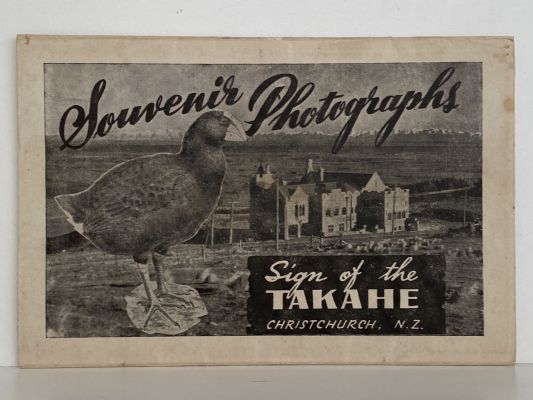 Souvenir Photographs
Sign of the
TAKAHE
CHRISTCHURCH, N.Z.